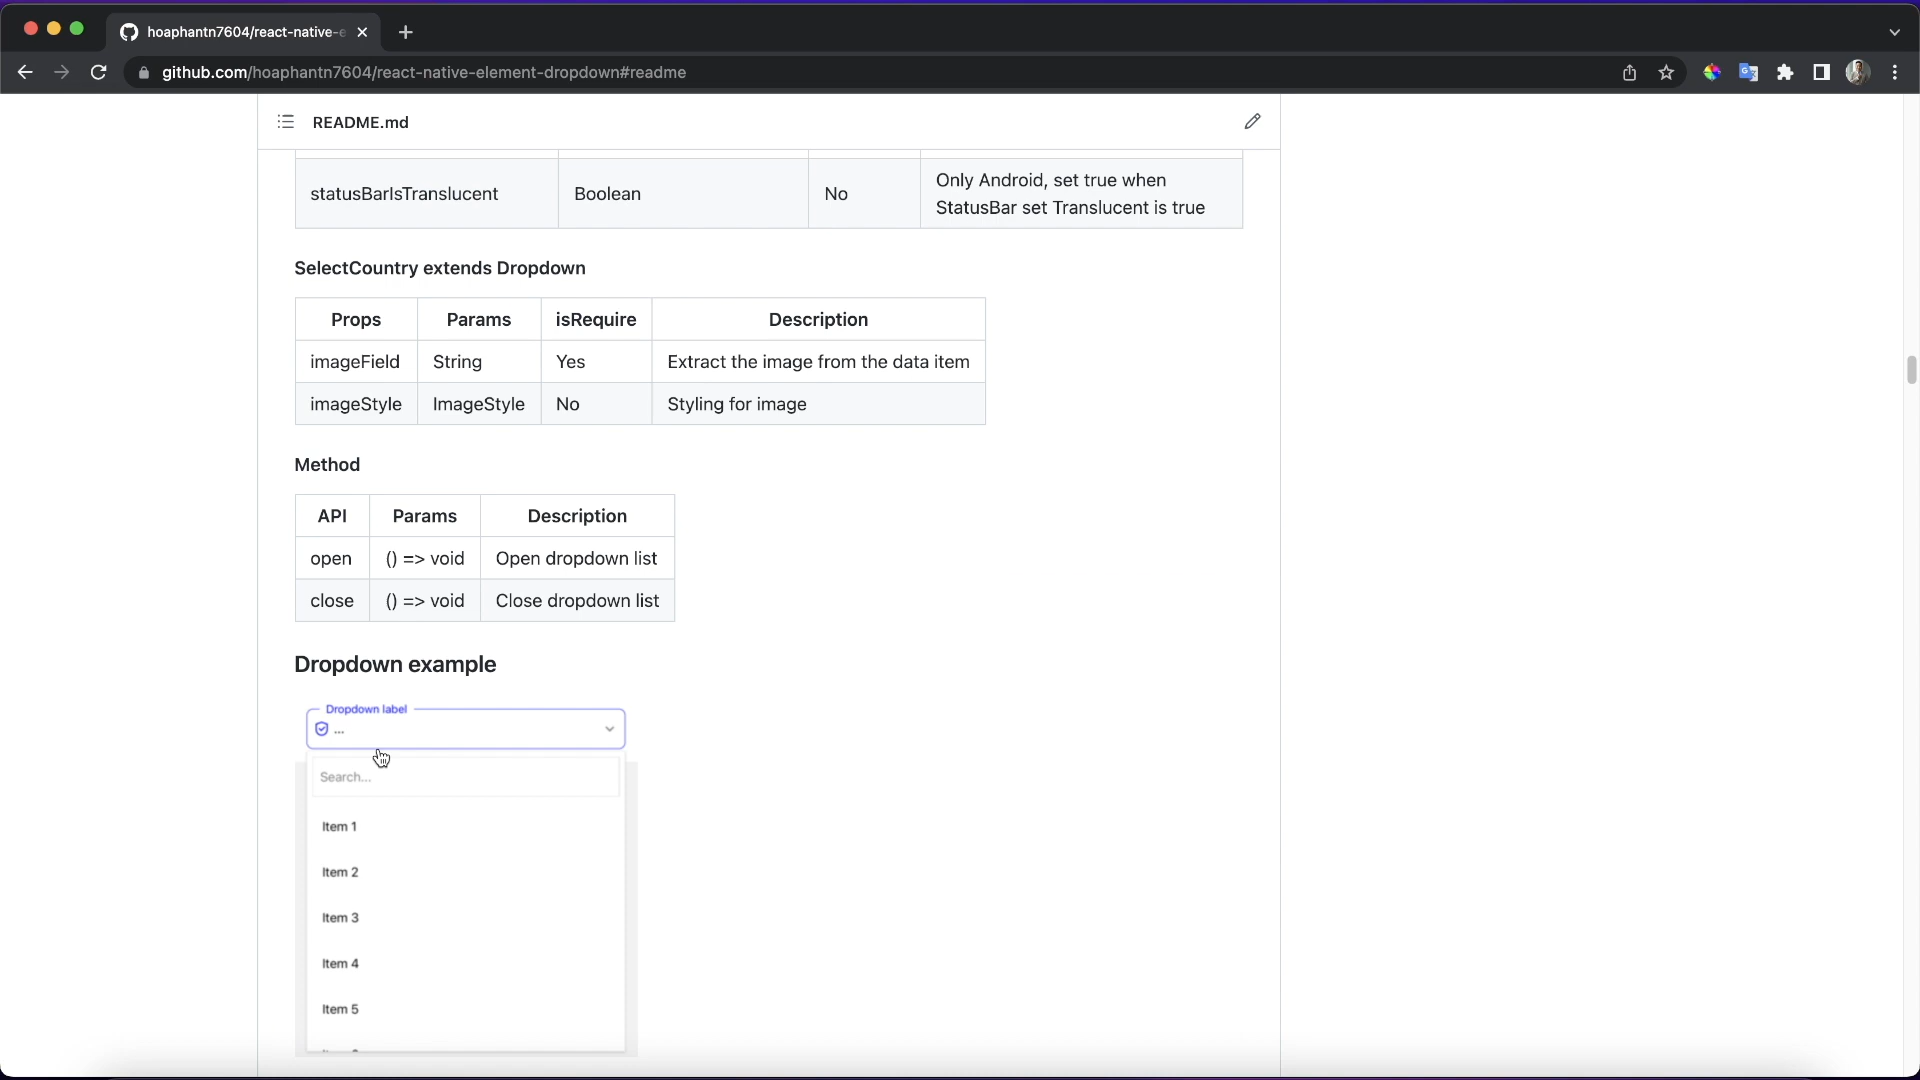 hoaphantn7604/react-native-e
github.com/hoaphantn7604/react-native-element-dropdown#readme
README.md
statusBarIsTranslucent Boolean No Only Android, set true when
StatusBar set Translucent is true
SelectCountry extends Dropdown
Props Params isRequire Description
imageField String Yes Extract the image from the data item
imageStyle ImageStyle No Styling for image
Method
API Params Description
open () => void Open dropdown list
close () => void Close dropdown list
Dropdown example
Dropdown label
...
Search...
Item 1
Item 2
Item 3
Item 4
Item 5